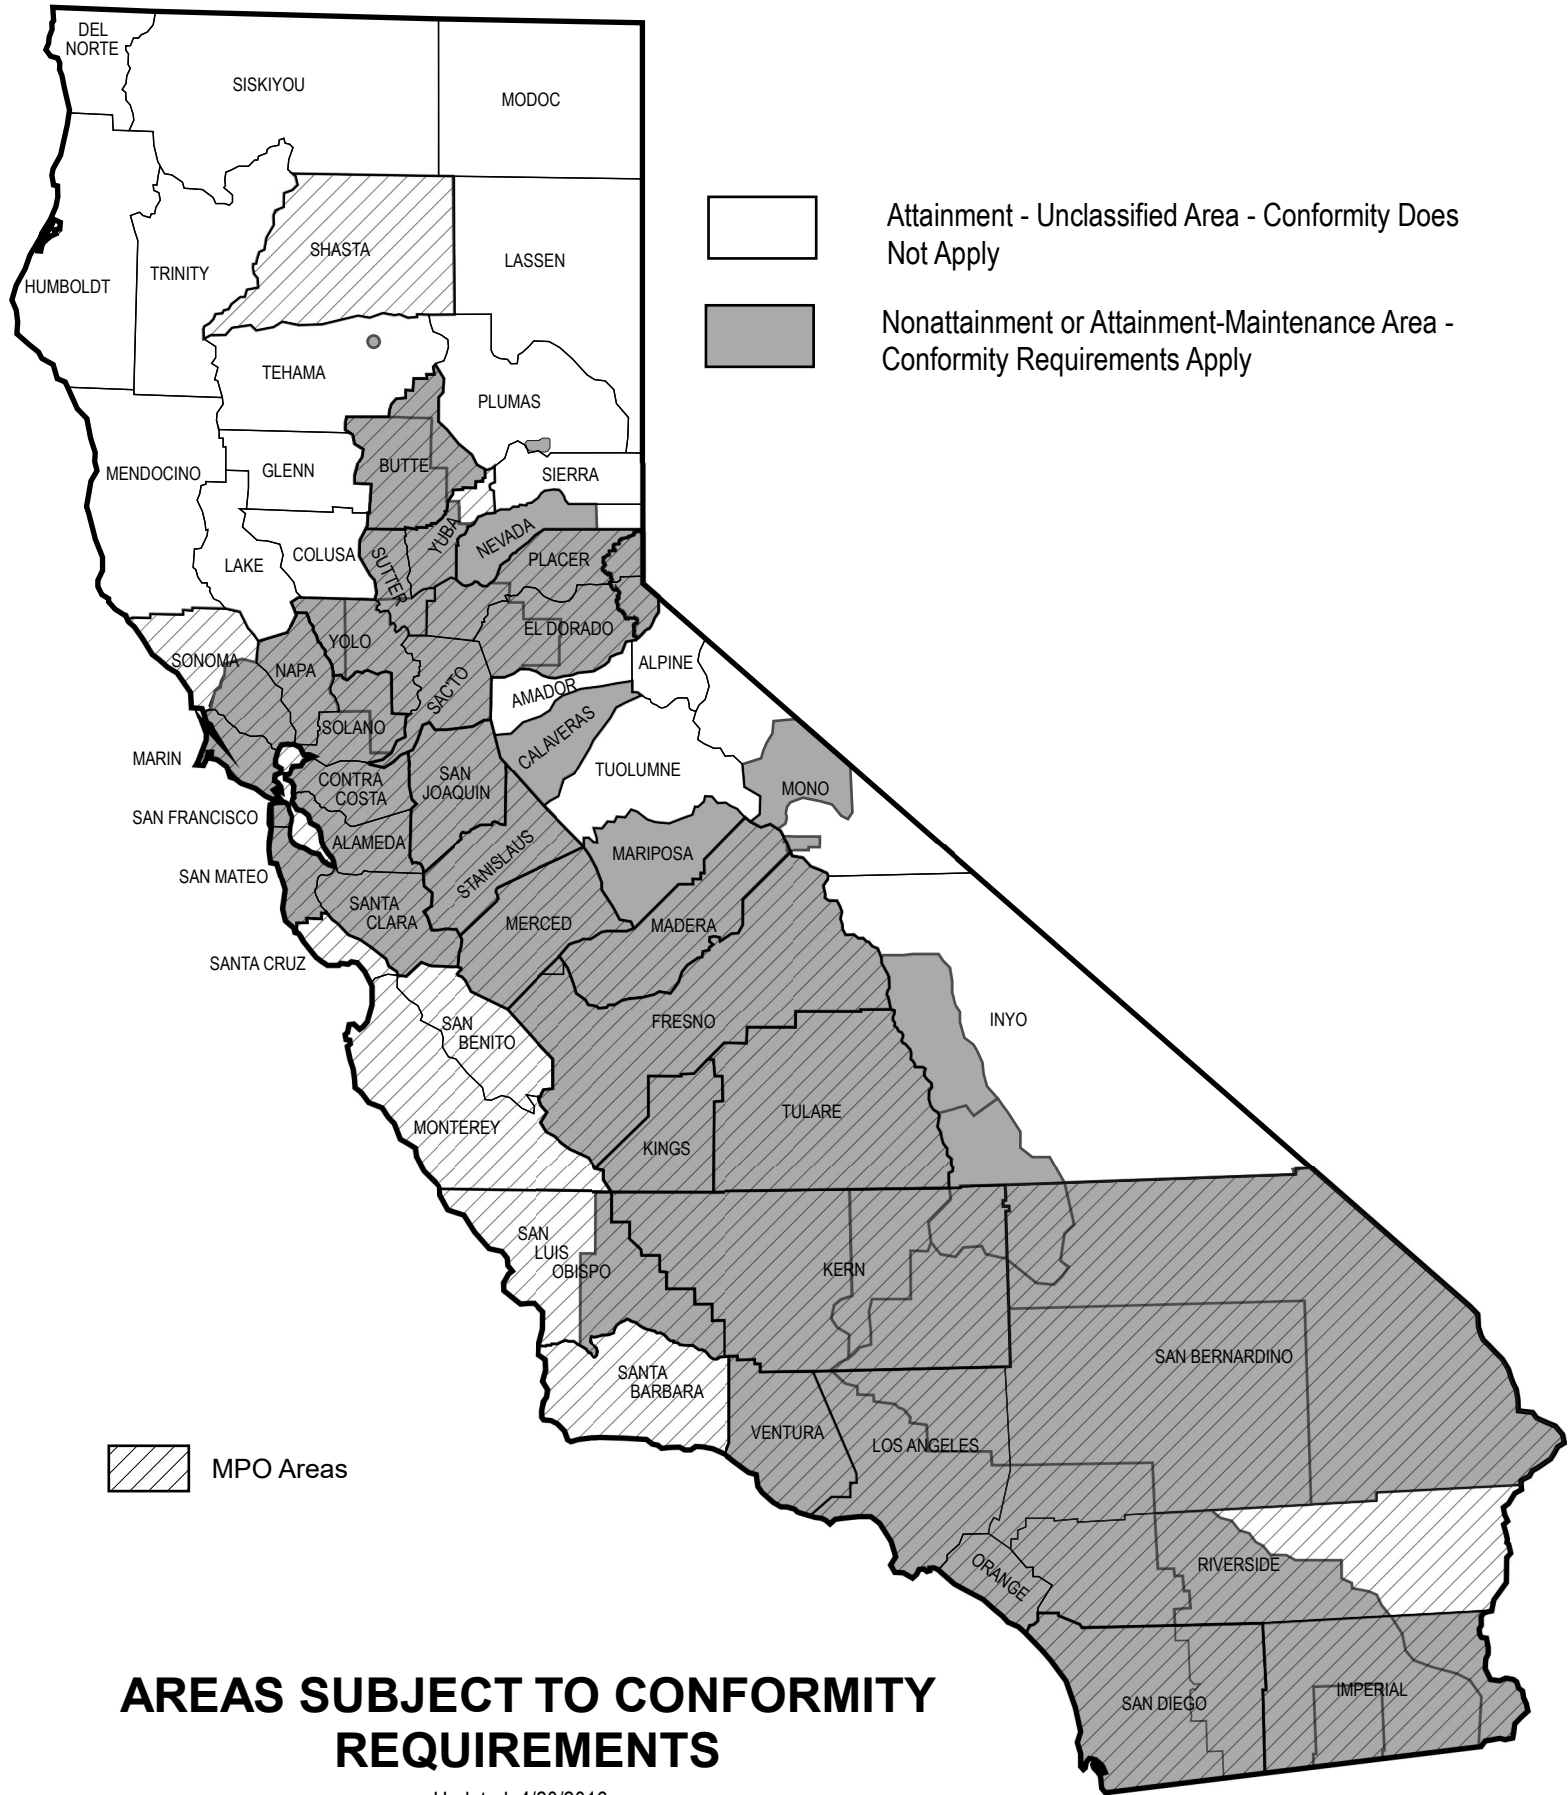 DEL
NORTE
SISKIYOU
MODOC
SHASTA
LASSEN
TRINITY
HUMBOLDT
Attainment - Unclassified Area - Conformity Does
Not Apply
Nonattainment or Attainment-Maintenance Area -
Conformity Requirements Apply
TEHAMA
PLUMAS
MENDOCINO
GLENN
BUTTE
SIERRA
LAKE
COLUSA
SUTTER
YUBA
NEVADA
PLACER
YOLO
EL DORADO
SONOMA
NAPA
SAC'TO
ALPINE
AMADOR
SOLANO
CALAVERAS
MARIN
CONTRA
COSTA
SAN
JOAQUIN
TUOLUMNE
MONO
SAN FRANCISCO
ALAMEDA
STANISLAUS
MARIPOSA
SAN MATEO
SANTA
CLARA
MERCED
MADERA
SANTA CRUZ
SAN
BENITO
FRESNO
INYO
MONTEREY
KINGS
TULARE
SAN
LUIS
OBISPO
KERN
SANTA
BARBARA
SAN BERNARDINO
VENTURA
LOS ANGELES
MPO Areas
ORANGE
RIVERSIDE
SAN DIEGO
IMPERIAL
AREAS SUBJECT TO CONFORMITY
REQUIREMENTS